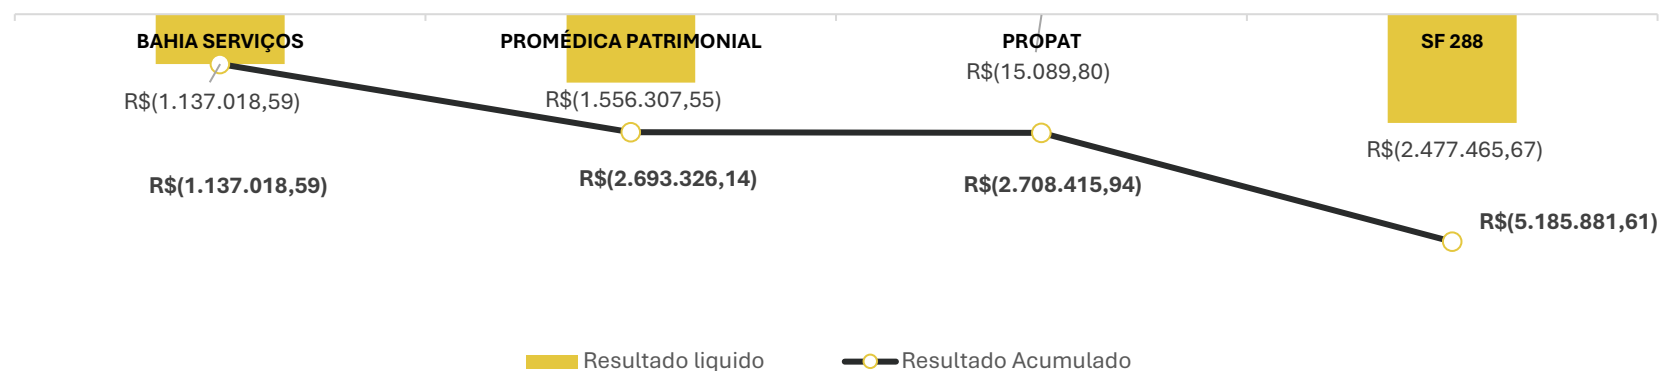 BAHIA SERVIÇOS
PROMÉDICA PATRIMONIAL
PROPAT
SF 288
R$(1.137.018,59)
R$(1.556.307,55)
R$(15.089,80)
R$(2.477.465,67)
R$(1.137.018,59)
R$(2.693.326,14)
R$(2.708.415,94)
R$(5.185.881,61)
Resultado liquido
Resultado Acumulado